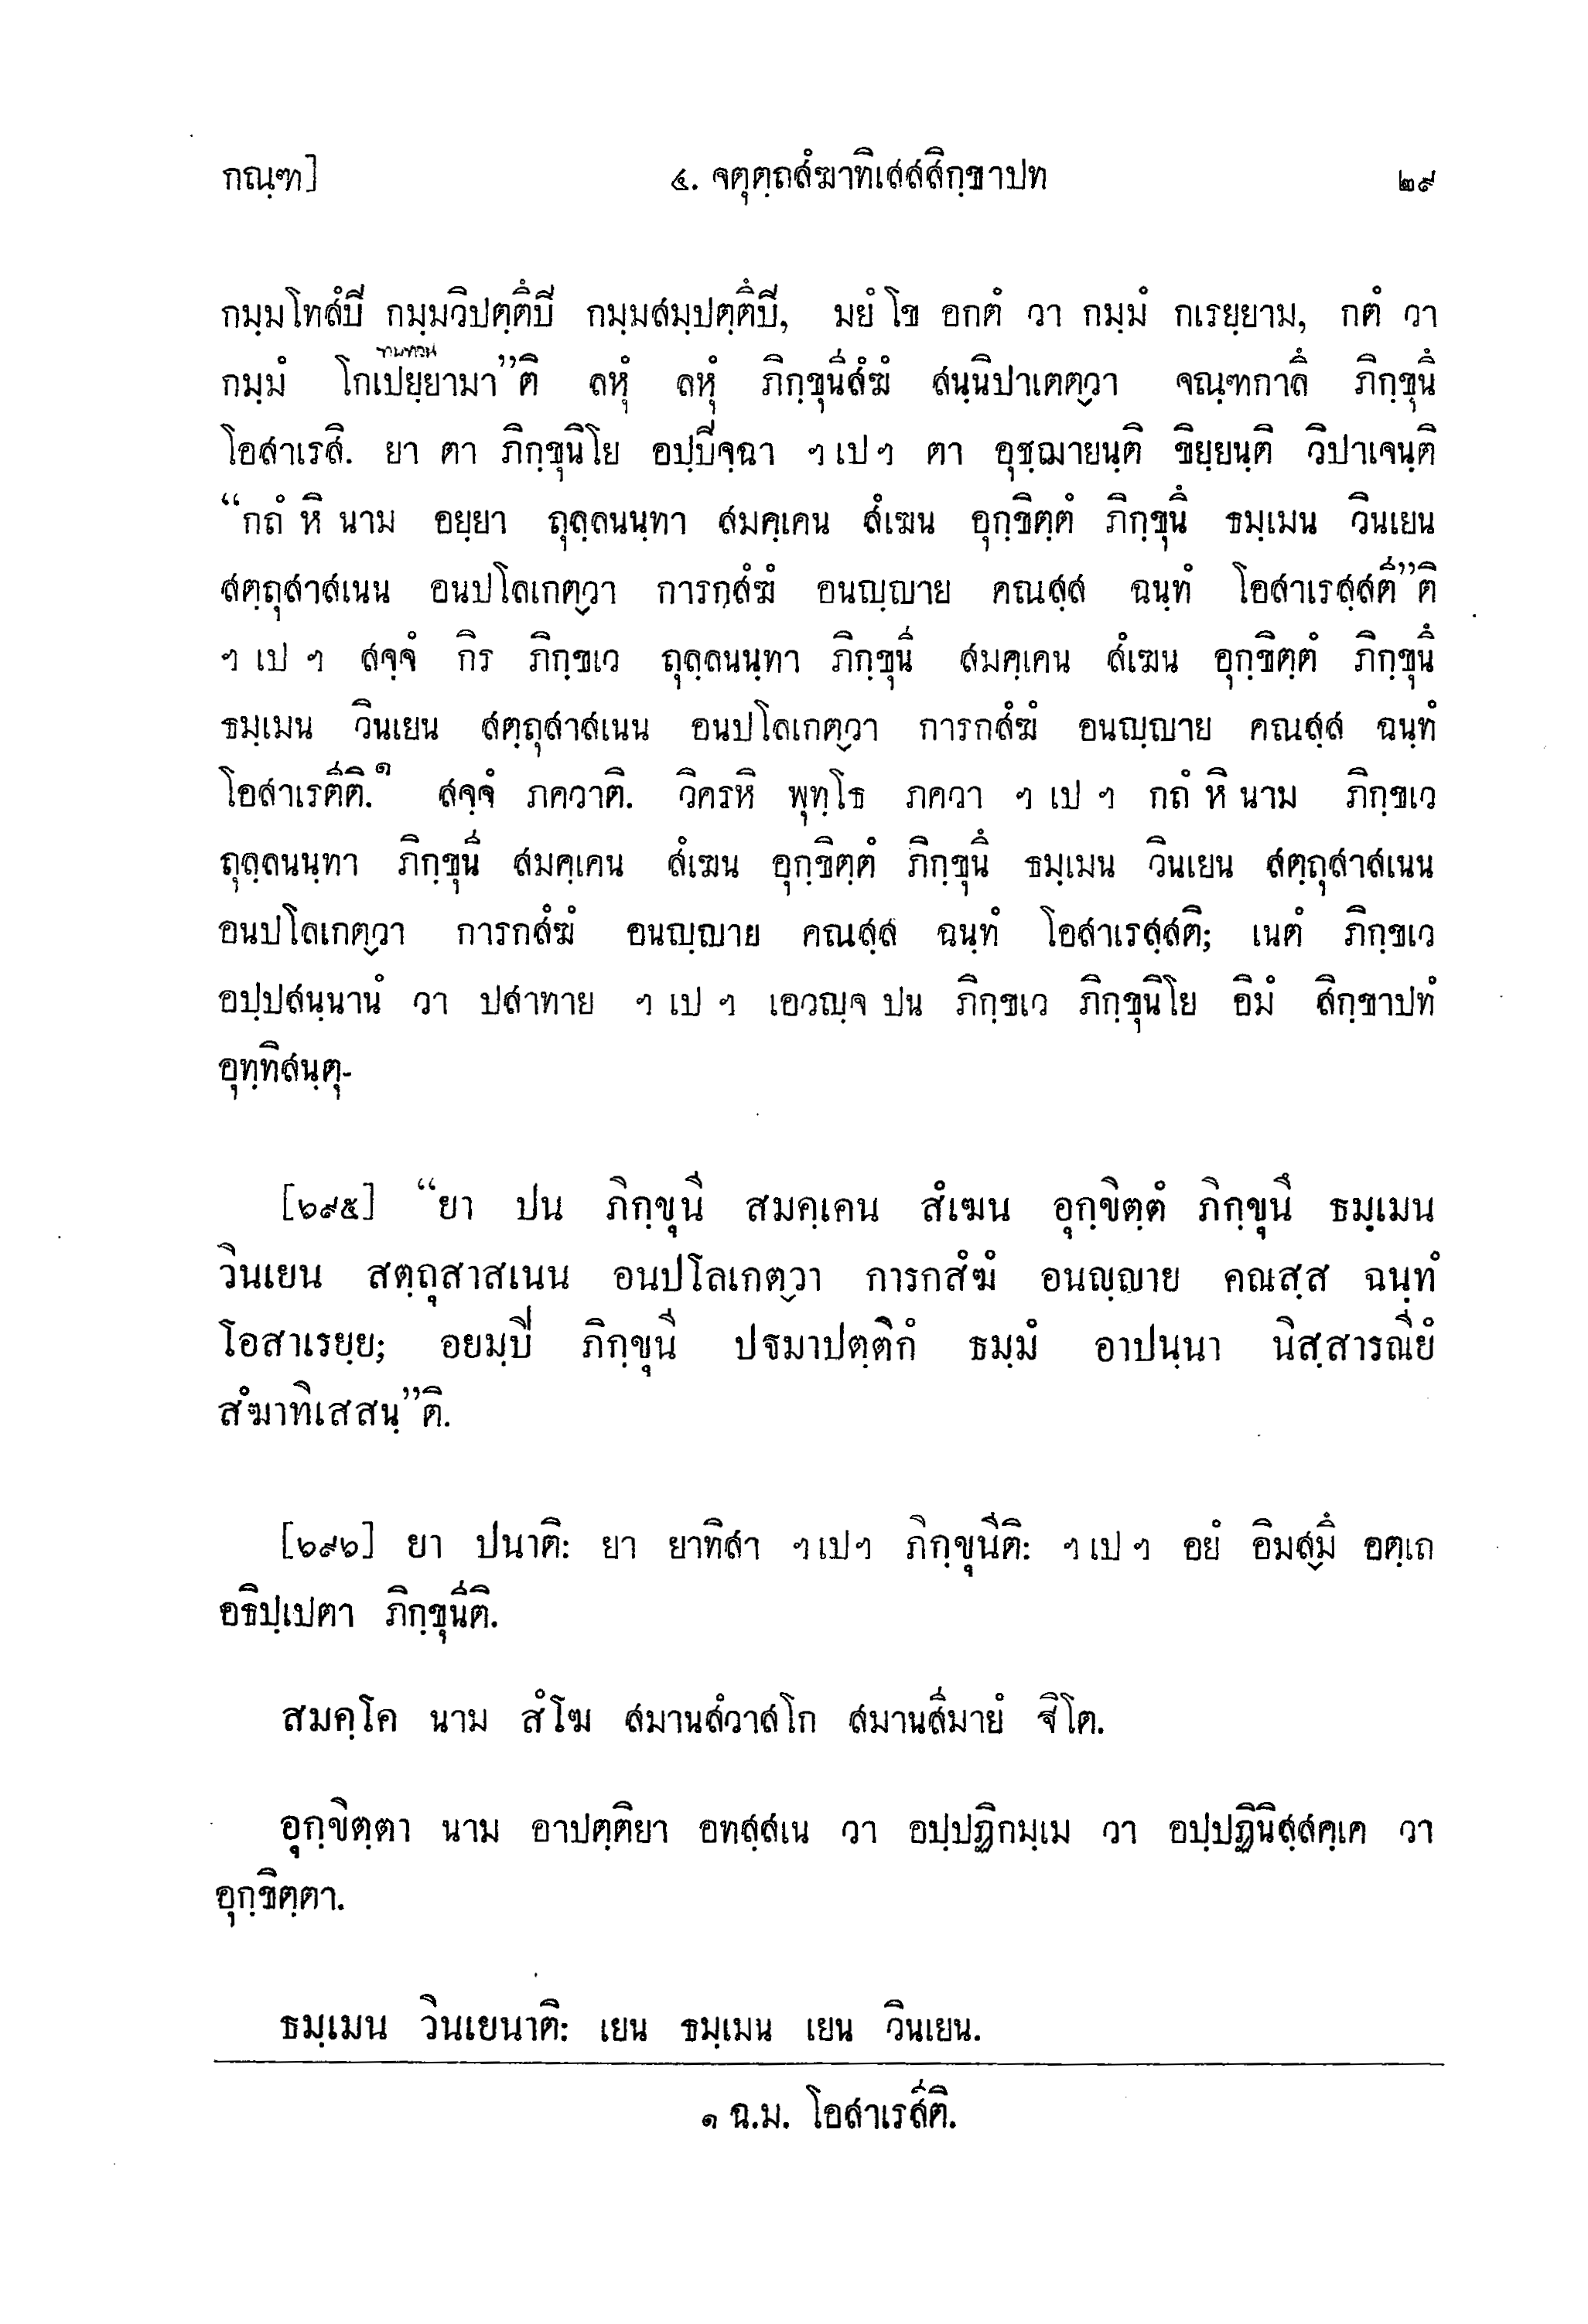 กณฺฑ] ๔. จตุตฺถสํฆาทิเสสสิกฺขาปท ๒๙
กมฺมโทสํปิ กมฺมวิปตฺตึปิ กมฺมสมฺปตฺตึปิ, มยํ โข อกตํ วา กมฺมํ กเรยฺยาม, กตํ วา
กมฺมํ โกเปยฺยามา”ติ ลหุํ ลหุํ ภิกฺขุนีสํฆํ สนฺนิปาเตตฺวา จณฺฑกาลึ ภิกฺขุนึ
โอสาเรสิ. ยา ตา ภิกฺขุนิโย อปฺปิจฺฉา ฯ เป ฯ ตา อุชฺฌายนฺติ ขิยฺยนฺติ วิปาเจนฺติ
“กถํ หิ นาม อยฺยา ถุลฺลนนฺทา สมคฺเคน สํเฆน อุกฺขิตฺตํ ภิกฺขุนึ ธมฺเมน วินเยน
สตฺถุสาสเนน อนปโลเกตฺวา การกสํฆํ อนญฺญาย คณสฺส ฉนฺทํ โอสาเรสฺสตี”ติ
ฯ เป ฯ สจฺจํ กิร ภิกฺขเว ถุลฺลนนฺทา ภิกฺขุนี สมคฺเคน สํเฆน อุกฺขิตฺตํ ภิกฺขุนึ
ธมฺเมน วินเยน สตฺถุสาสเนน อนปโลเกตฺวา การกสํฆํ อนญฺญาย คณสฺส ฉนฺทํ
โอสาเรตีติ.๑ สจฺจํ ภควาติ. วิครหิ พุทฺโธ ภควา ฯ เป ฯ กถํ หิ นาม ภิกฺขเว
ถุลฺลนนฺทา ภิกฺขุนี สมคฺเคน สํเฆน อุกฺขิตฺตํ ภิกฺขุนึ ธมฺเมน วินเยน สตฺถุสาสเนน
อนปโลเกตฺวา การกสํฆํ อนญฺญาย คณสฺส ฉนฺทํ โอสาเรสฺสติ; เนตํ ภิกฺขเว
อปฺปสนฺนานํ วา ปสาทาย ฯ เป ฯ เอวญฺจ ปน ภิกฺขเว ภิกฺขุนิโย อิมํ สิกฺขาปทํ
อุทฺทิสนฺตุ-
[๖๙๕] “ยา ปน ภิกฺขุนี สมคฺเคน สํเฆน อุกฺขิตฺตํ ภิกฺขุนึ ธมฺเมน
วินเยน สตฺถุสาสเนน อนปโลเกตฺวา การกสํฆํ อนญฺญาย คณสฺส ฉนฺทํ
โอสาเรยฺย; อยมฺปิ ภิกฺขุนี ปฐมาปตฺติกํ ธมฺมํ อาปนฺนา นิสฺสารณียํ
สํฆาทิเสสนฺ”ติ.
[๖๙๖] ยา ปนาติ: ยา ยาทิสา ฯ เป ฯ ภิกฺขุนีติ: ฯ เป ฯ อยํ อิมสฺมึ อตฺเถ
อธิปฺเปตา ภิกฺขุนีติ.
สมคฺโค นาม สํโฆ สมานสํวาสโก สมานสีมายํ ฐิโต.
อุกฺขิตฺตา นาม อาปตฺติยา อทสฺสเน วา อปฺปฏิกมฺเม วา อปฺปฏินิสฺสคฺเค วา
อุกฺขิตฺตา.
ธมฺเมน วินเยนาติ: เยน ธมฺเมน เยน วินเยน.
๑ ฉ.ม. โอสาเรสีติ.